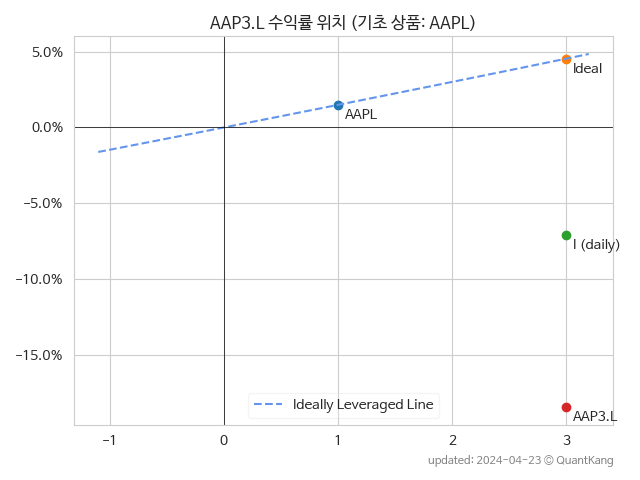 AAP3.L 수익률 위치 (기초 상품: AAPL)
5.0%
0.0%
−5.0%
−10.0%
−15.0%
Ideal
AAPL
I (daily)
AAP3.L
Ideally Leveraged Line
−1
0
1
2
3
updated: 2024-04-23 © QuantKang